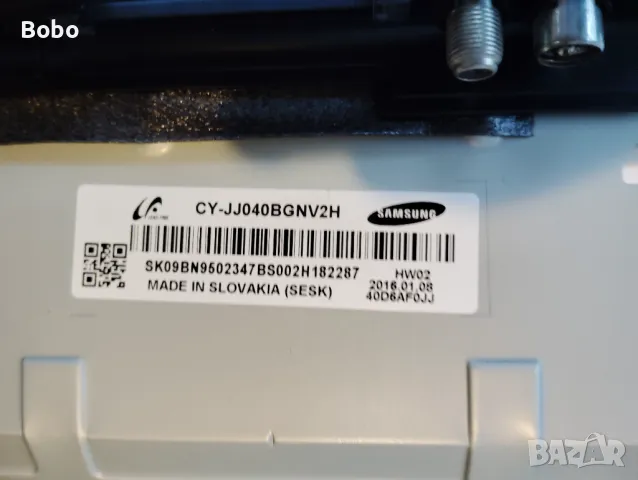 Bobo
CY-JJ040BGNV2H
SAMSUNG
SK09BN9502347BS002H182287
HW02
MADE IN SLOVAKIA (SESK)
2016.01.08
40D6AF0JJ
BAZAR